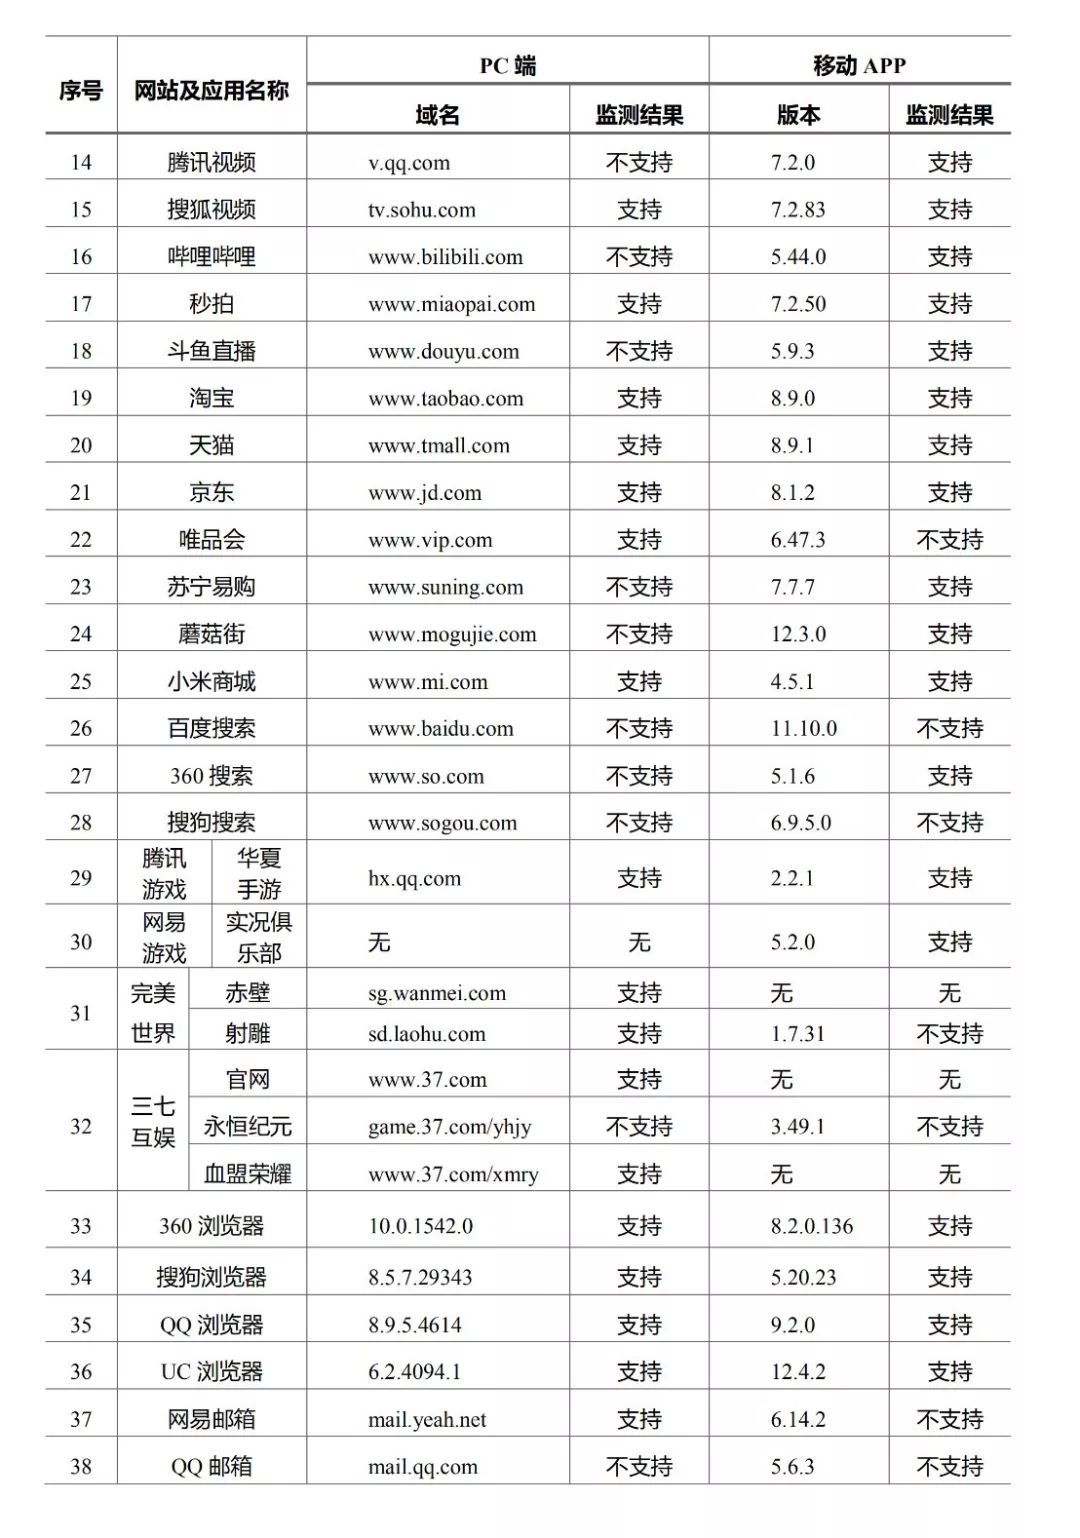 序号 网站及应用名称 PC 端 移动 APP
域名 监测结果 版本 监测结果
14 腾讯视频 v.qq.com 不支持 7.2.0 支持
15 搜狐视频 tv.sohu.com 支持 7.2.83 支持
16 哔哩哔哩 www.bilibili.com 不支持 5.44.0 支持
17 秒拍 www.miaopai.com 支持 7.2.50 支持
18 斗鱼直播 www.douyu.com 不支持 5.9.3 支持
19 淘宝 www.taobao.com 支持 8.9.0 支持
20 天猫 www.tmall.com 支持 8.9.1 支持
21 京东 www.jd.com 支持 8.1.2 支持
22 唯品会 www.vip.com 支持 6.47.3 不支持
23 苏宁易购 www.suning.com 不支持 7.7.7 支持
24 蘑菇街 www.mogujie.com 不支持 12.3.0 支持
25 小米商城 www.mi.com 支持 4.5.1 支持
26 百度搜索 www.baidu.com 不支持 11.10.0 不支持
27 360 搜索 www.so.com 不支持 5.1.6 支持
28 搜狗搜索 www.sogou.com 不支持 6.9.5.0 不支持
29 腾讯游戏 华夏手游 hx.qq.com 支持 2.2.1 支持
30 网易游戏 实况俱乐部 无 无 5.2.0 支持
31 完美世界 赤壁 sg.wanmei.com 支持 无 无
射雕 sd.laohu.com 支持 1.7.31 不支持
32 三七互娱 官网 www.37.com 支持 无 无
永恒纪元 game.37.com/yhjy 不支持 3.49.1 不支持
血盟荣耀 www.37.com/xmry 支持 无 无
33 360 浏览器 10.0.1542.0 支持 8.2.0.136 支持
34 搜狗浏览器 8.5.7.29343 支持 5.20.23 支持
35 QQ 浏览器 8.9.5.4614 支持 9.2.0 支持
36 UC 浏览器 6.2.4094.1 支持 12.4.2 支持
37 网易邮箱 mail.yeah.net 支持 6.14.2 不支持
38 QQ 邮箱 mail.qq.com 不支持 5.6.3 不支持